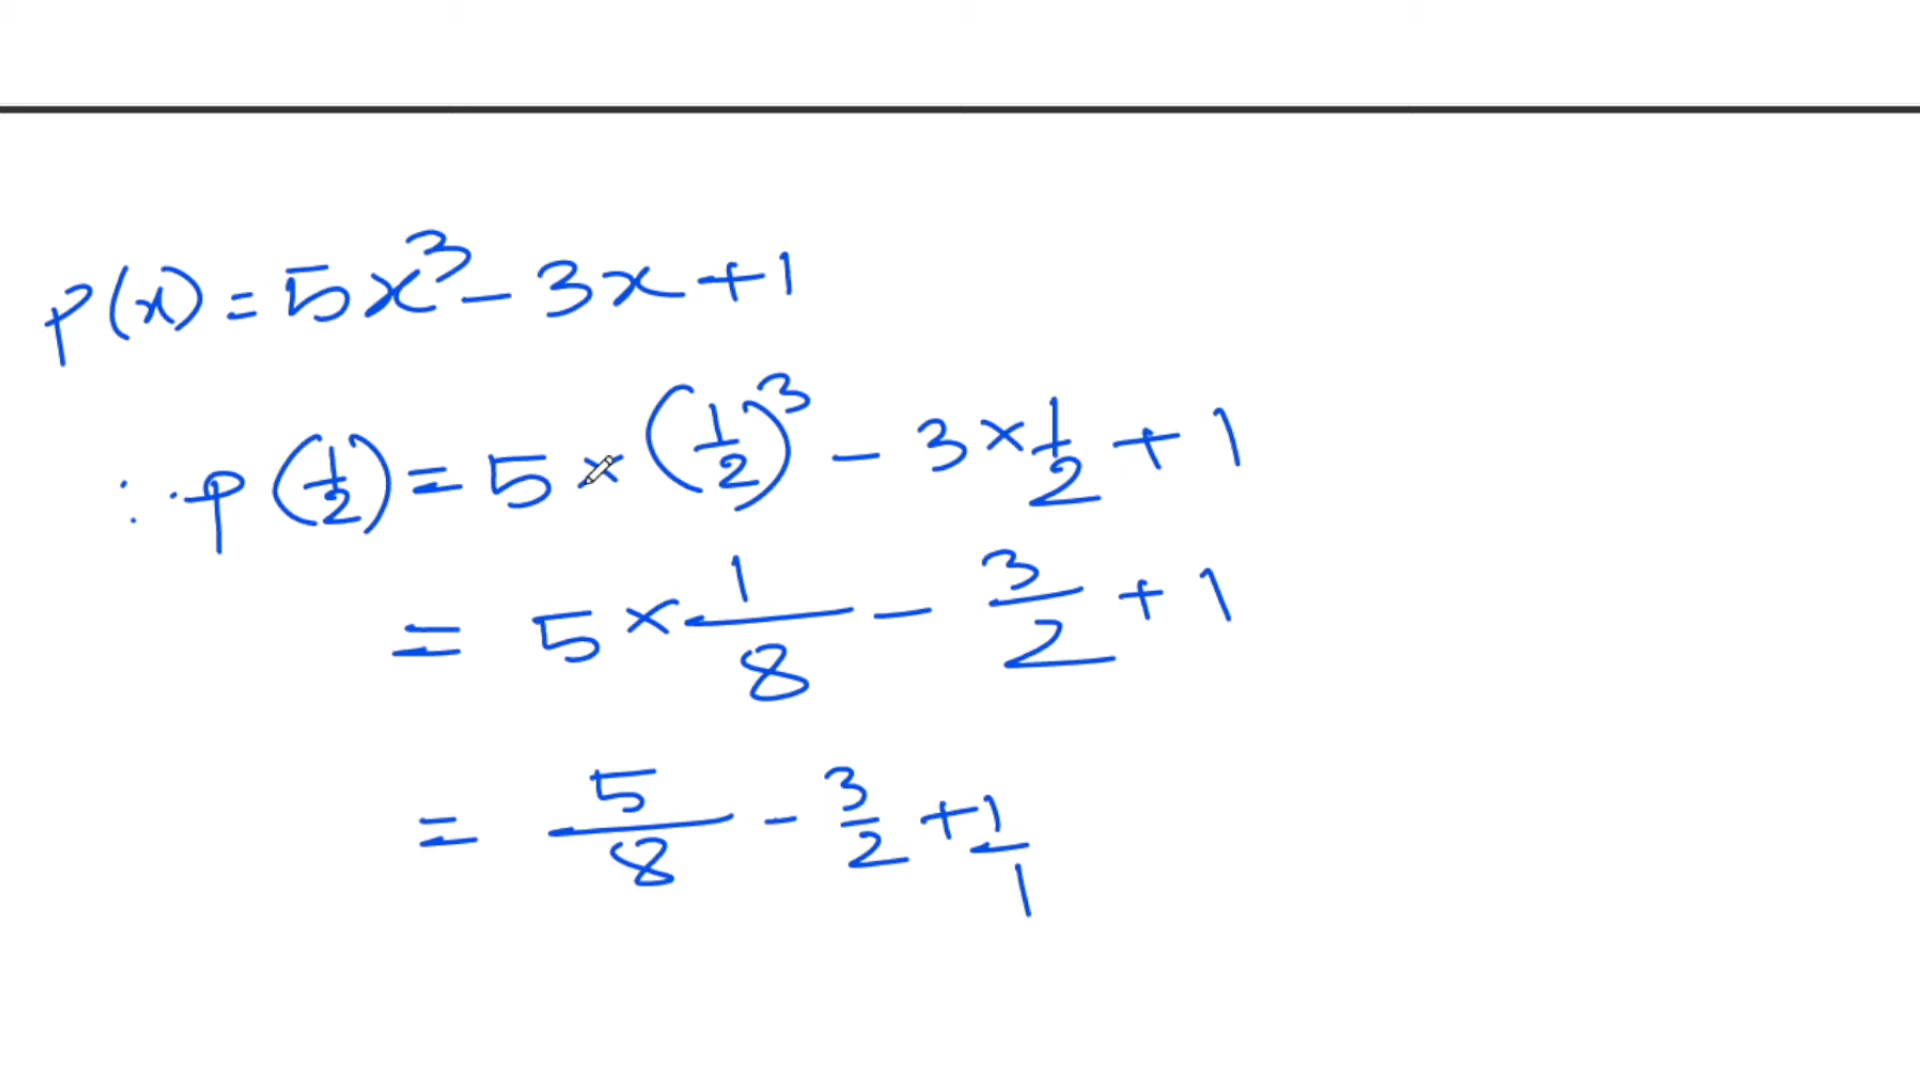 p(x) = 5x³ - 3x + 1
∴ p(1/2) = 5 × (1/2)³ - 3 × 1/2 + 1
= 5 × 1/8 - 3/2 + 1
= 5/8 - 3/2 + 1/1